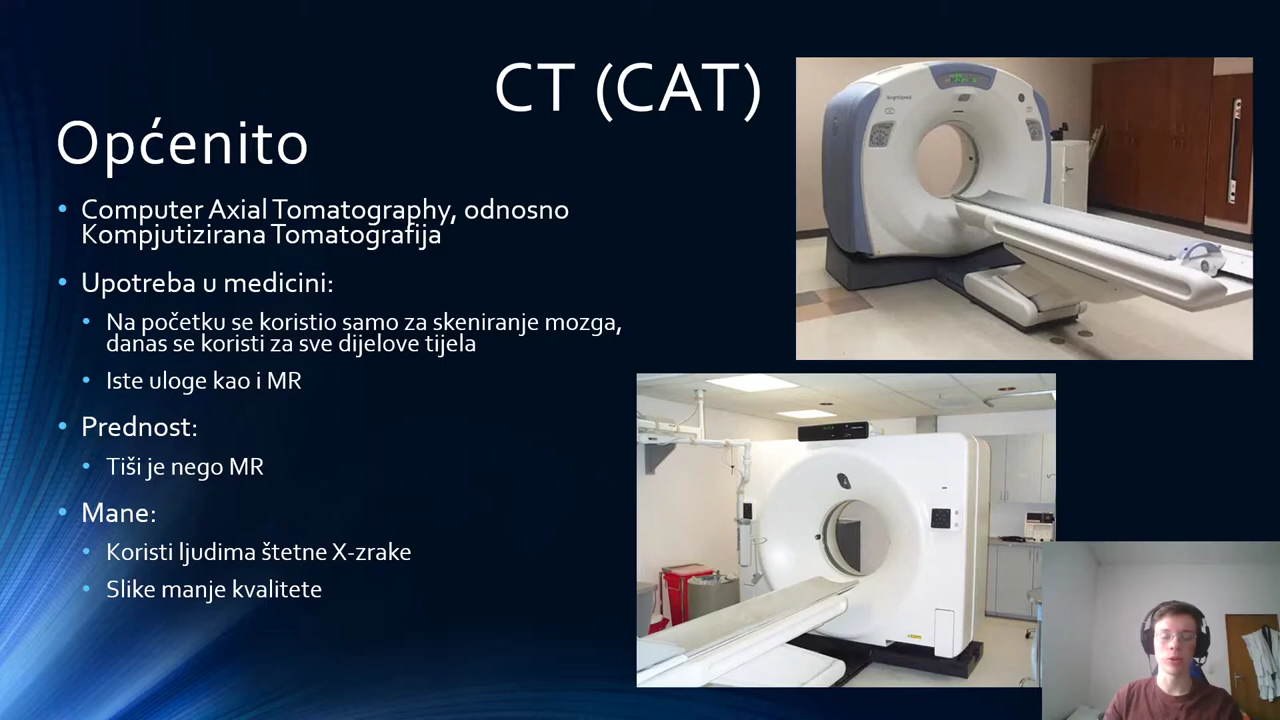 CT (CAT)
Općenito
Computer Axial Tomatography, odnosno
Kompjutizirana Tomatografija
Upotreba u medicini:
Na početku se koristio samo za skeniranje mozga,
danas se koristi za sve dijelove tijela
Iste uloge kao i MR
Prednost:
Tiši je nego MR
Mane:
Koristi ljudima štetne X-zrake
Slike manje kvalitete
BrightSpeed